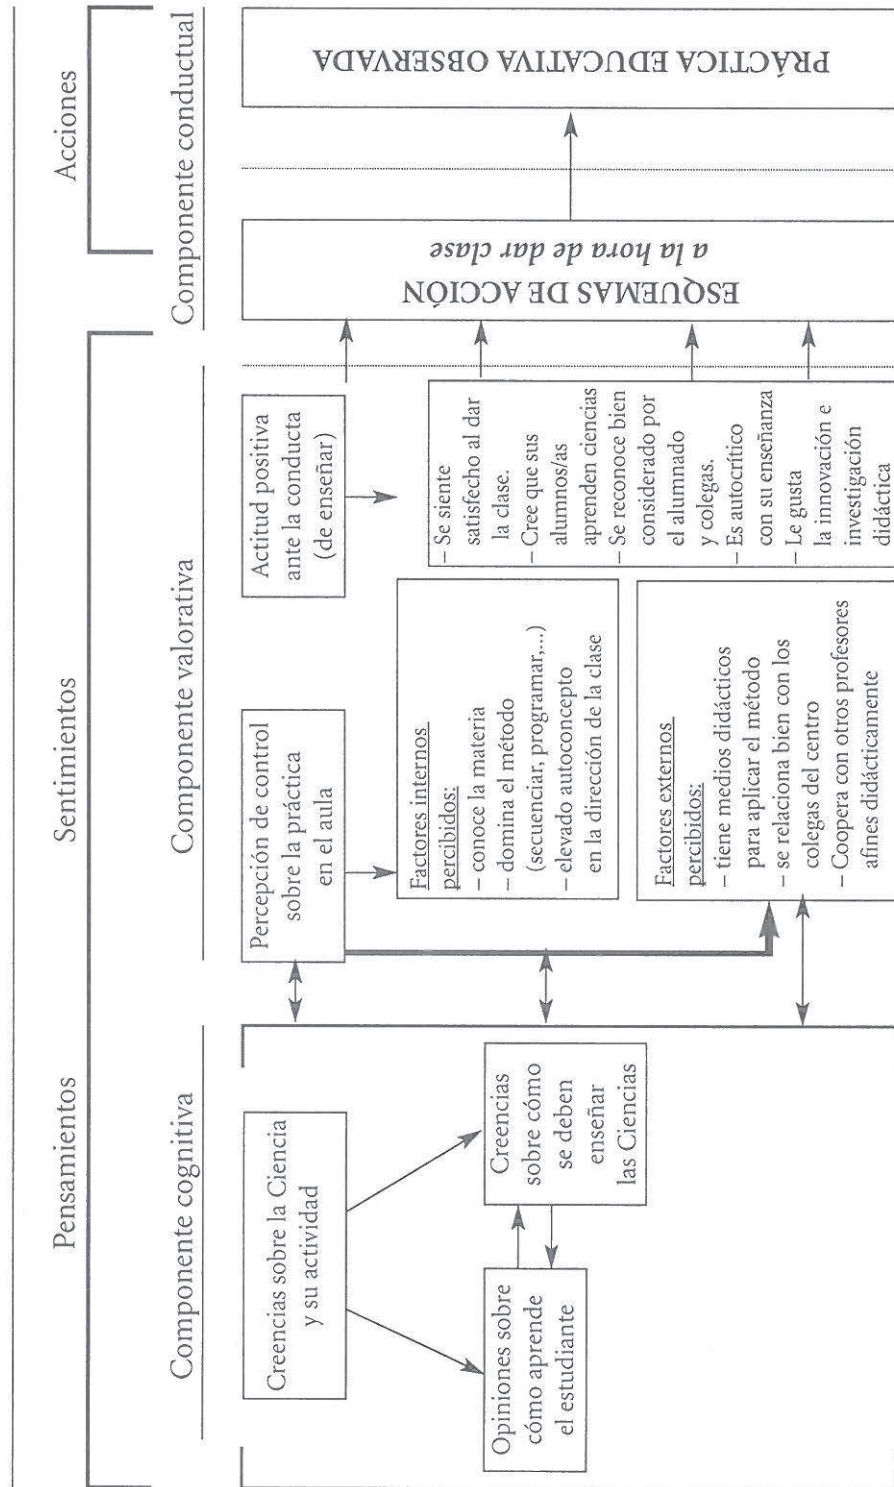 Pensamientos
Sentimientos
Acciones
Componente cognitiva
Componente valorativa
Componente conductual
Creencias sobre la Ciencia
y su actividad
Opiniones sobre
cómo aprende
el estudiante
Creencias
sobre cómo
se deben
enseñar
las Ciencias
Percepción de control
sobre la práctica
en el aula
Factores internos
percibidos:
– conoce la materia
– domina el método
(secuenciar, programar,...)
– elevado autoconcepto
en la dirección de la clase
Factores externos
percibidos:
– tiene medios didácticos
para aplicar el método
– se relaciona bien con los
colegas del centro
– Coopera con otros profesores
afines didácticamente
Actitud positiva
ante la conducta
(de enseñar)
– Se siente
satisfecho al dar
la clase.
– Cree que sus
alumnos/as
aprenden ciencias
– Se reconoce bien
considerado por
el alumnado
y colegas.
– Es autocrítico
con su enseñanza
– Le gusta
la innovación e
investigación
didáctica
ESQUEMAS DE ACCIÓN
a la hora de dar clase
PRÁCTICA EDUCATIVA OBSERVADA